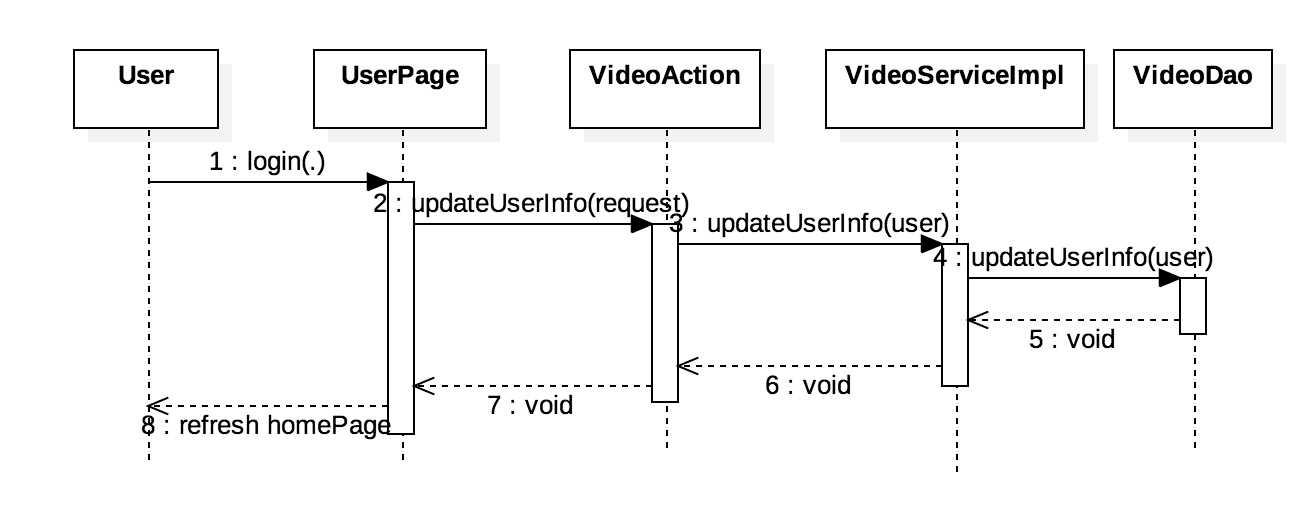 User
UserPage
VideoAction
VideoServiceImpl
VideoDao
1 : login(.)
2 : updateUserInfo(request)
3 : updateUserInfo(user)
4 : updateUserInfo(user)
5 : void
6 : void
7 : void
8 : refresh homePage